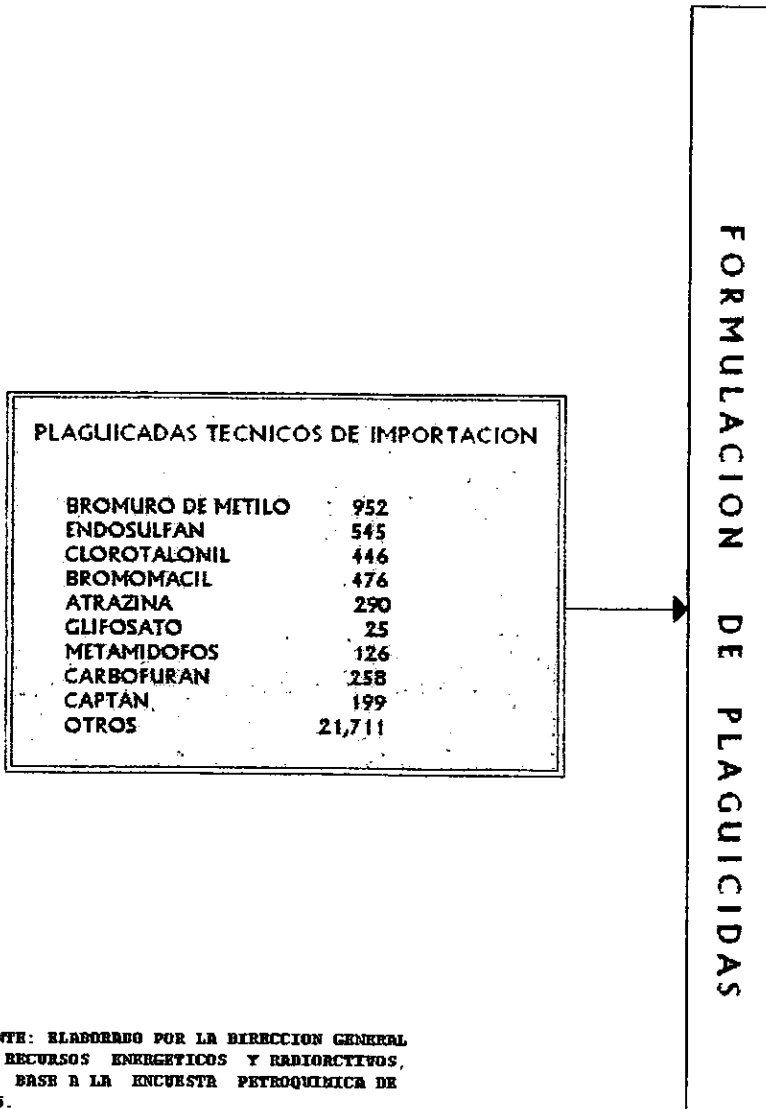 PLAGUICADAS TECNICOS DE IMPORTACION
BROMURO DE METILO 952
ENDOSULFAN 545
CLOROTALONIL 446
BROMOMACIL 476
ATRAZINA 290
GLIFOSATO 25
METAMIDOFOS 126
CARBOFURAN 258
CAPTAN 199
OTROS 21,711
FORMULACION DE PLAGUICIDAS
NTE: ELABORADO POR LA DIRECCION GENERAL
RECURSOS ENERGETICOS Y RADIORCTIVOS,
BASE A LA ENCUESTA PETROQUIMICA DE